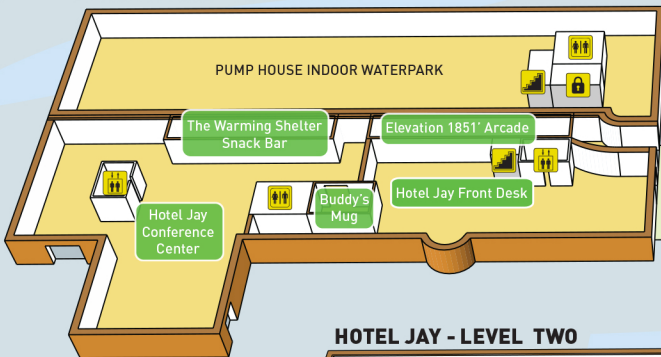 PUMP HOUSE INDOOR WATERPARK
The Warming Shelter
Snack Bar
Elevation 1851' Arcade
Hotel Jay Front Desk
Buddy's
Mug
Hotel Jay
Conference
Center
HOTEL JAY - LEVEL TWO